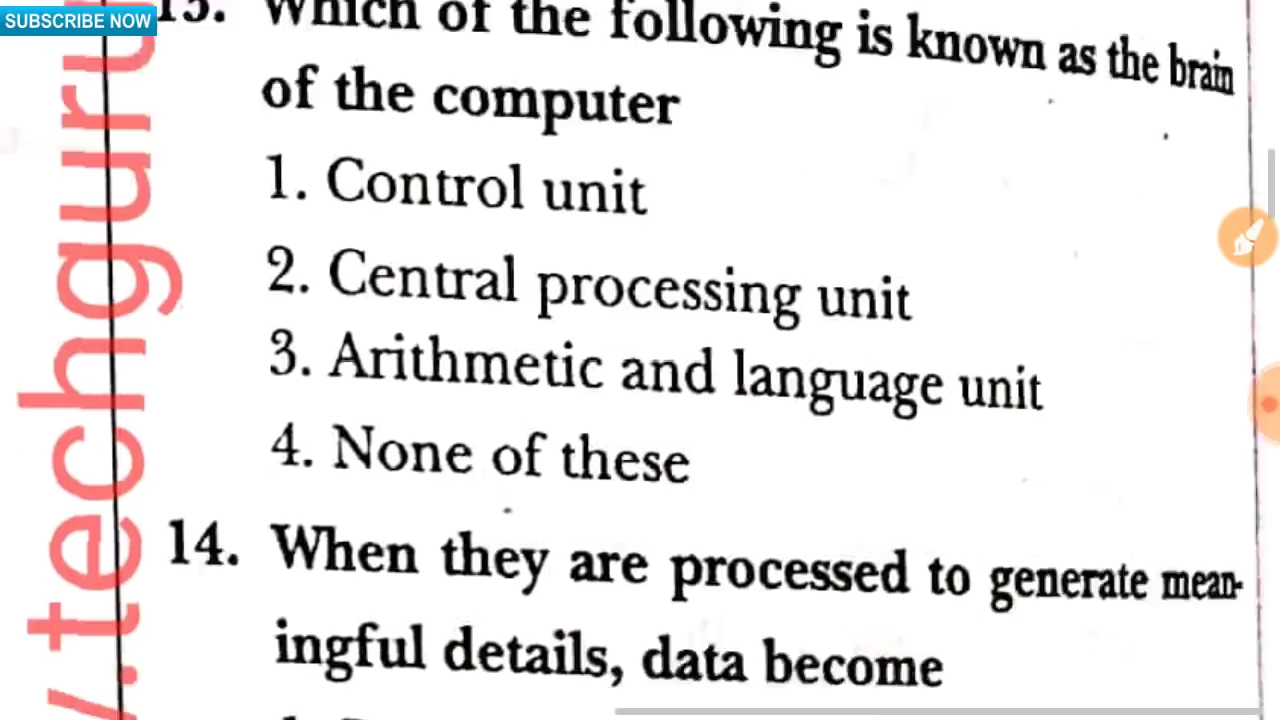 SUBSCRIBE NOW
Which of the following is known as the brain
of the computer
1. Control unit
2. Central processing unit
3. Arithmetic and language unit
4. None of these
14. When they are processed to generate mean-
ingful details, data become
.techguru